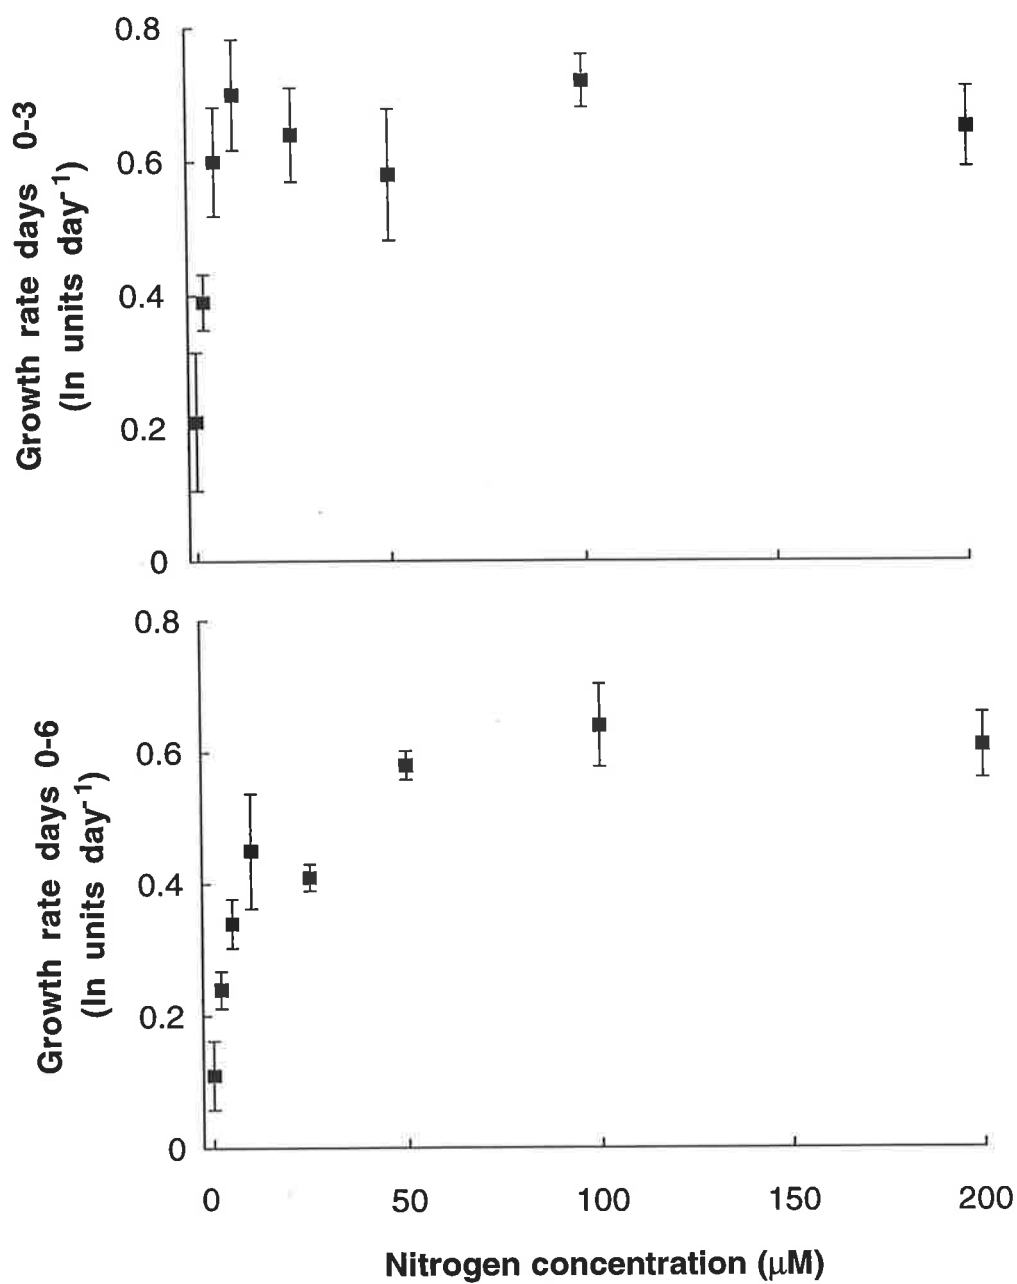 Growth rate days 0-3
(ln units day-1)
0.8
0.6
0.4
0.2
0
Growth rate days 0-6
(ln units day-1)
0.8
0.6
0.4
0.2
0
0 50 100 150 200
Nitrogen concentration (μM)